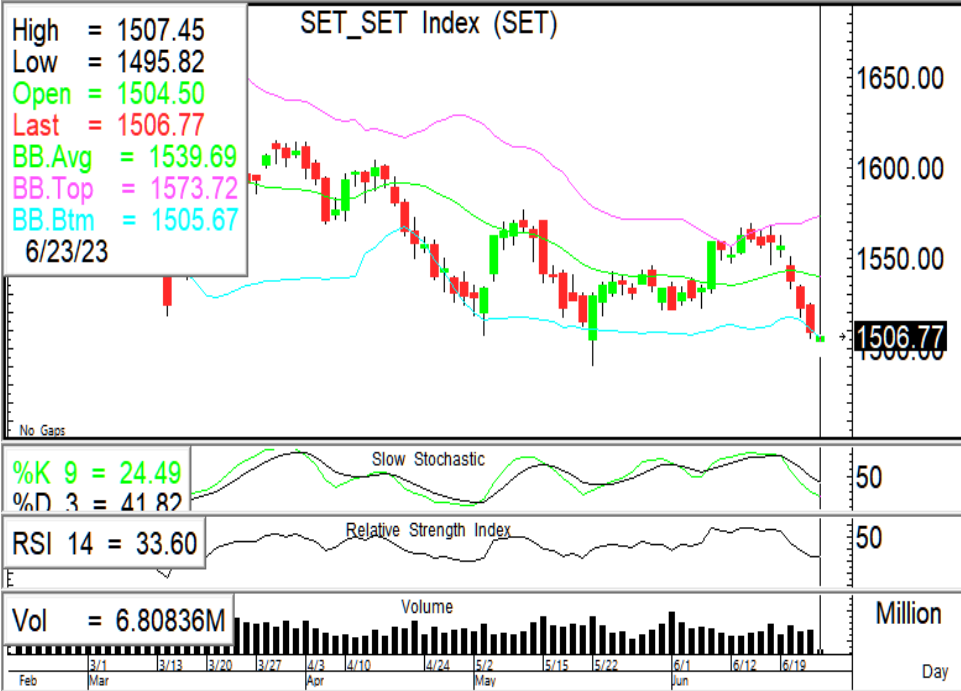 SET_SET Index (SET)
High = 1507.45
Low = 1495.82
Open = 1504.50
Last = 1506.77
BB.Avg = 1539.69
BB.Top = 1573.72
BB.Btm = 1505.67
6/23/23
1650.00
1600.00
1550.00
1506.77
1500.00
No Gaps
Slow Stochastic
%K 9 = 24.49
%D 3 = 41.82
50
Relative Strength Index
RSI 14 = 33.60
50
Volume
Vol = 6.80836M
Million
3/1 3/13 3/20 3/27 4/3 4/10 4/24 5/2 5/15 5/22 6/1 6/12 6/19
Feb Mar Apr May Jun
Day